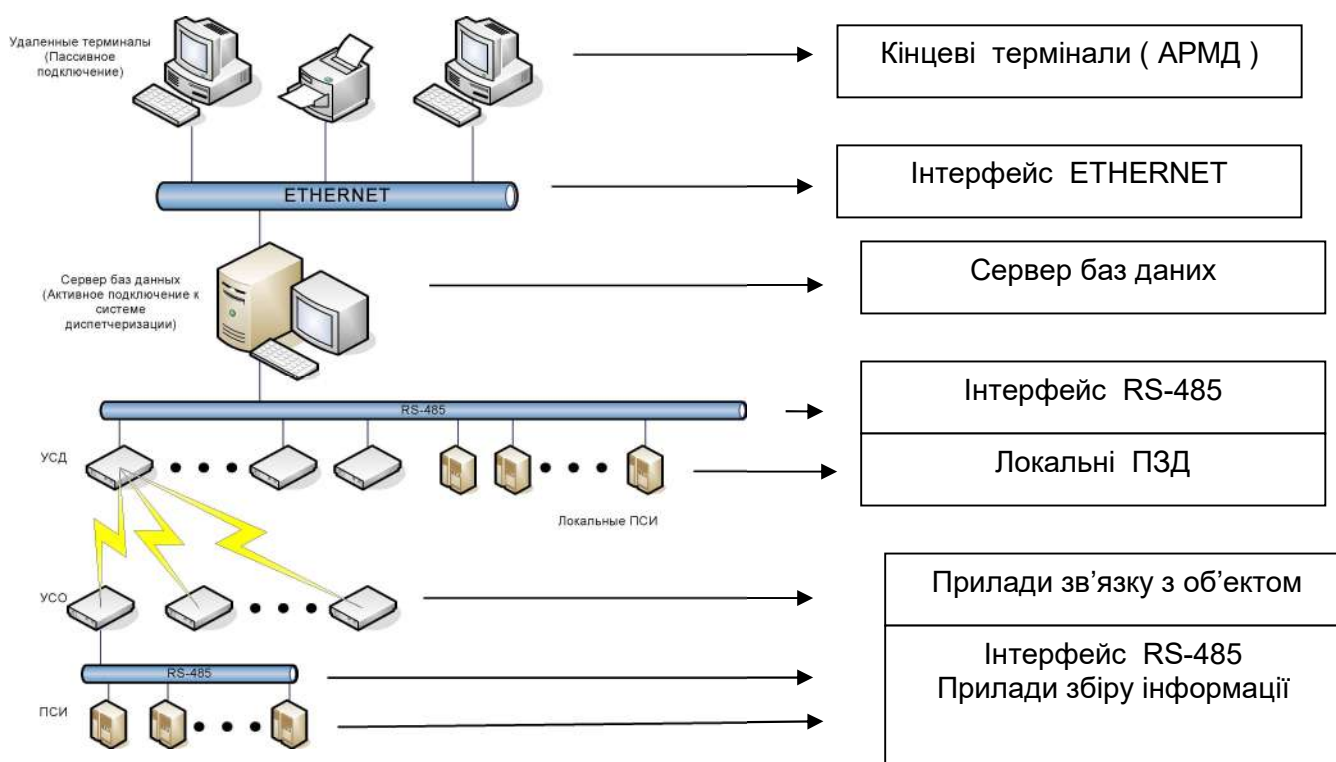 Удаленные терминалы
(Пассивное
подключение)
Кінцеві термінали ( АРМД )
ETHERNET
Інтерфейс ETHERNET
Сервер баз данных
(Активное подключение к
системе
диспетчеризации)
Сервер баз даних
RS-485
Інтерфейс RS-485
УСД
Локальні ПЗД
Локальные ПСИ
УСО
Прилади зв’язку з об’ектом
RS-485
Інтерфейс RS-485
Прилади збіру інформації
ПСИ